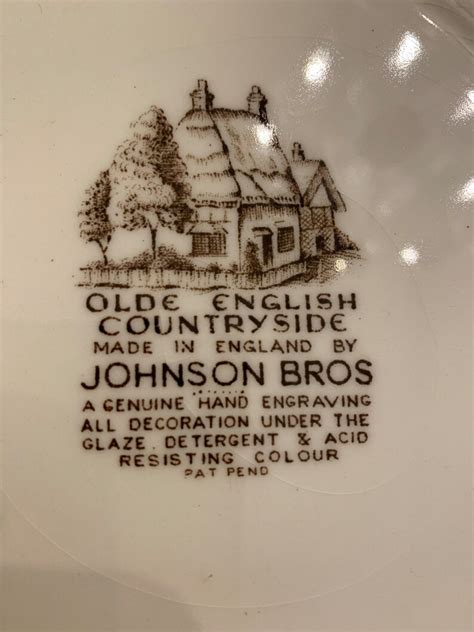 OLDE ENGLISH
COUNTRYSIDE
MADE IN ENGLAND BY
JOHNSON BROS
A GENUINE HAND ENGRAVING
ALL DECORATION UNDER THE
GLAZE. DETERGENT & ACID
RESISTING COLOUR
PAT PEND